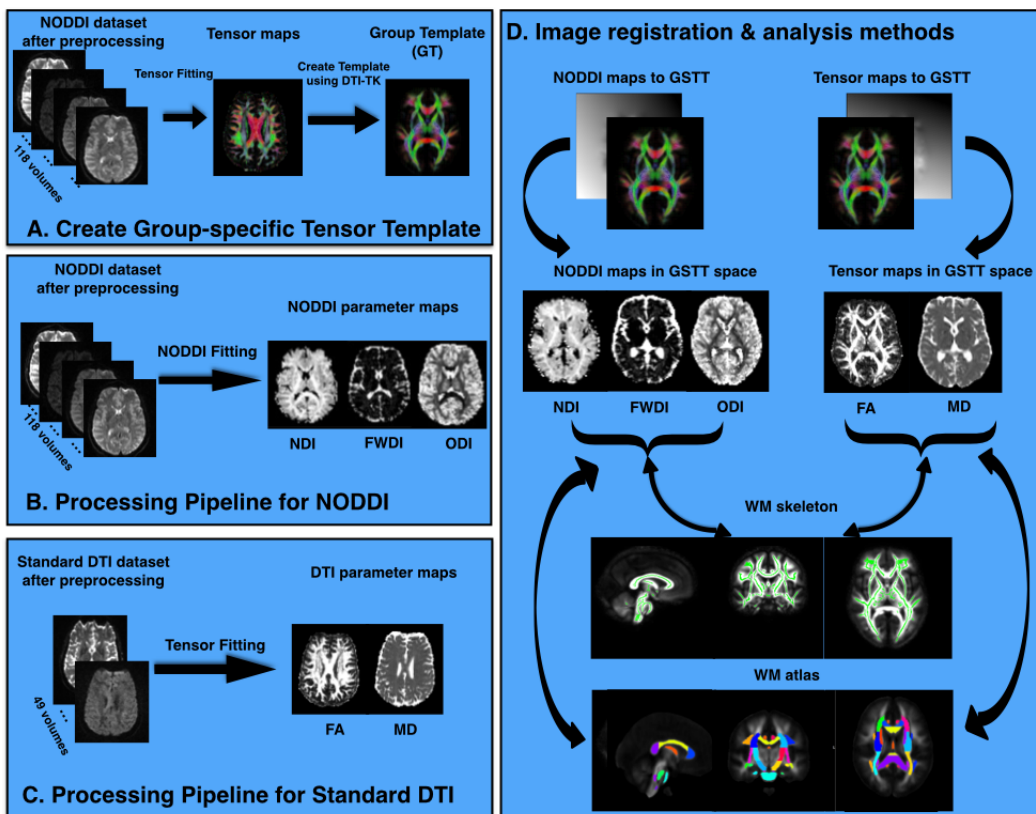 NODDI dataset
after preprocessing
Tensor maps
Group Template
(GT)
Tensor Fitting
Create Template
using DTI-TK
...
...
...
118 volumes
A. Create Group-specific Tensor Template
NODDI dataset
after preprocessing
NODDI parameter maps
NODDI Fitting
...
...
...
118 volumes
NDI
FWDI
ODI
B. Processing Pipeline for NODDI
Standard DTI dataset
after preprocessing
DTI parameter maps
Tensor Fitting
...
49 volumes
FA
MD
C. Processing Pipeline for Standard DTI
D. Image registration & analysis methods
NODDI maps to GSTT
Tensor maps to GSTT
NODDI maps in GSTT space
Tensor maps in GSTT space
NDI
FWDI
ODI
FA
MD
WM skeleton
WM atlas